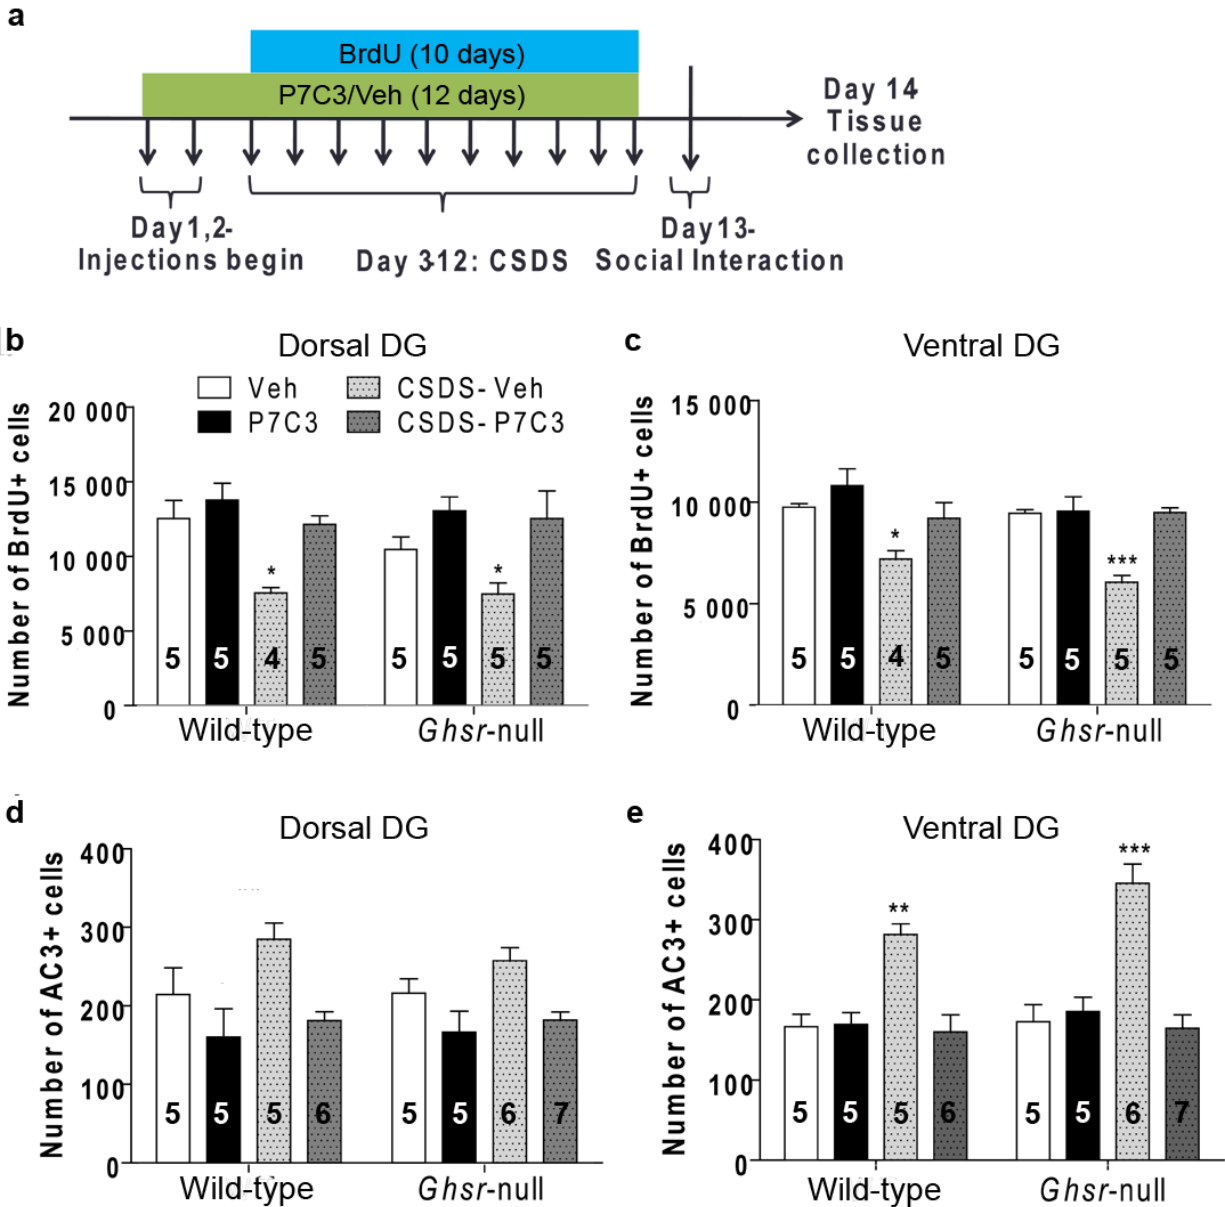 a
BrdU (10 days)
P7C3/Veh (12 days)
Day 14
Tissue
collection
Day1,2-
Injections begin
Day 3-12: CSDS
Day13-
Social Interaction
b
Dorsal DG
Veh
CSDS- Veh
P7C3
CSDS- P7C3
Number of BrdU+ cells
20 000
15 000
10 000
5 000
0
*
*
5 5 4 5 5 5 5 5
Wild-type
Ghsr-null
c
Ventral DG
Number of BrdU+ cells
15 000
10 000
5 000
0
*
***
5 5 4 5 5 5 5 5
Wild-type
Ghsr-null
d
Dorsal DG
Number of AC3+ cells
400
300
200
100
0
5 5 5 6 5 5 6 7
Wild-type
Ghsr-null
e
Ventral DG
Number of AC3+ cells
400
300
200
100
0
**
***
5 5 5 6 5 5 6 7
Wild-type
Ghsr-null